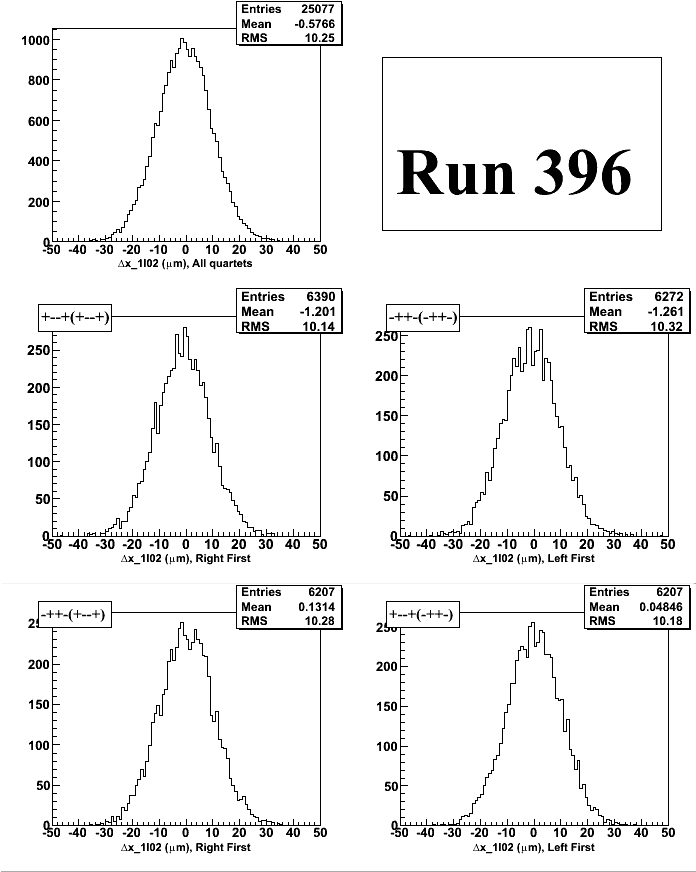 Entries 25077
Mean -0.5766
RMS 10.25
1000
800
600
400
200
0
-50 -40 -30 -20 -10 0 10 20 30 40 50
Δx_1I02 (μm), All quartets
Run 396
+--+(+--+)
Entries 6390
Mean -1.201
RMS 10.14
250
200
150
100
50
0
-50 -40 -30 -20 -10 0 10 20 30 40 50
Δx_1I02 (μm), Right First
-++-(-++-)
Entries 6272
Mean -1.261
RMS 10.32
250
200
150
100
50
0
-50 -40 -30 -20 -10 0 10 20 30 40 50
Δx_1I02 (μm), Left First
-++-(+--+)
Entries 6207
Mean 0.1314
RMS 10.28
200
150
100
50
0
-50 -40 -30 -20 -10 0 10 20 30 40 50
Δx_1I02 (μm), Right First
+--+(-++-)
Entries 6207
Mean 0.04846
RMS 10.18
250
200
150
100
50
0
-50 -40 -30 -20 -10 0 10 20 30 40 50
Δx_1I02 (μm), Left First